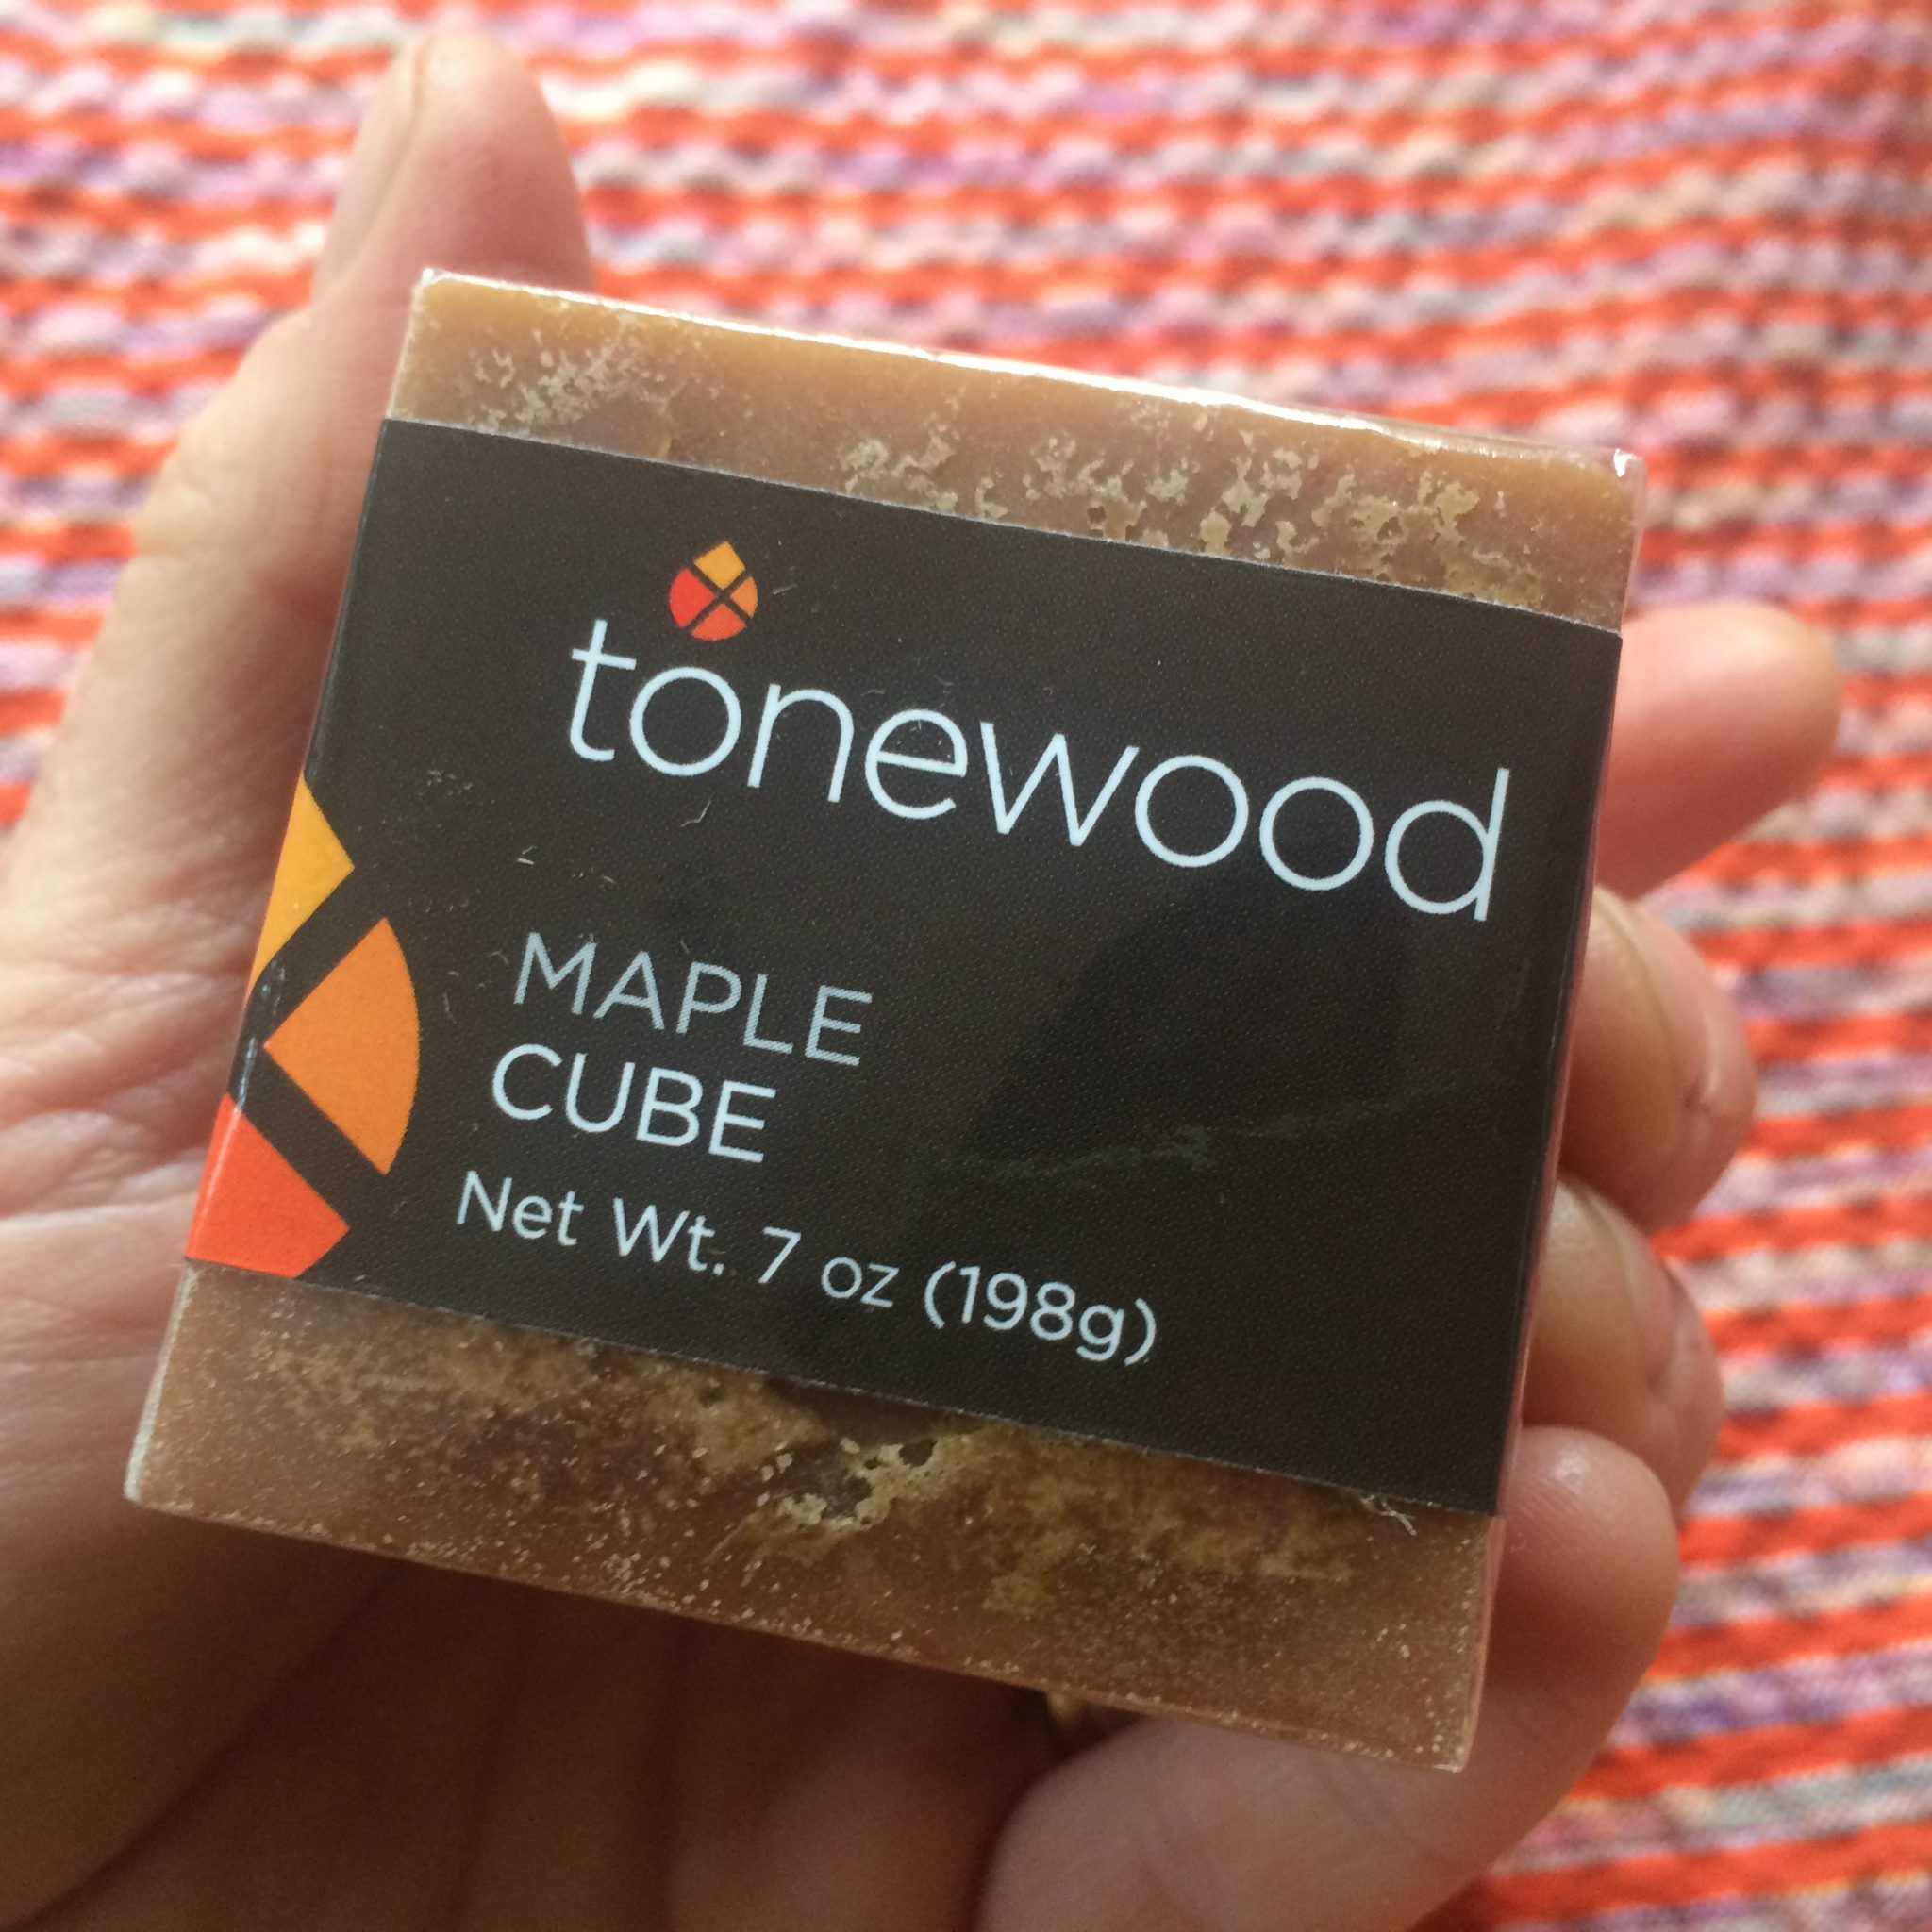 tonewood
MAPLE
CUBE
Net Wt. 7 oz (198g)